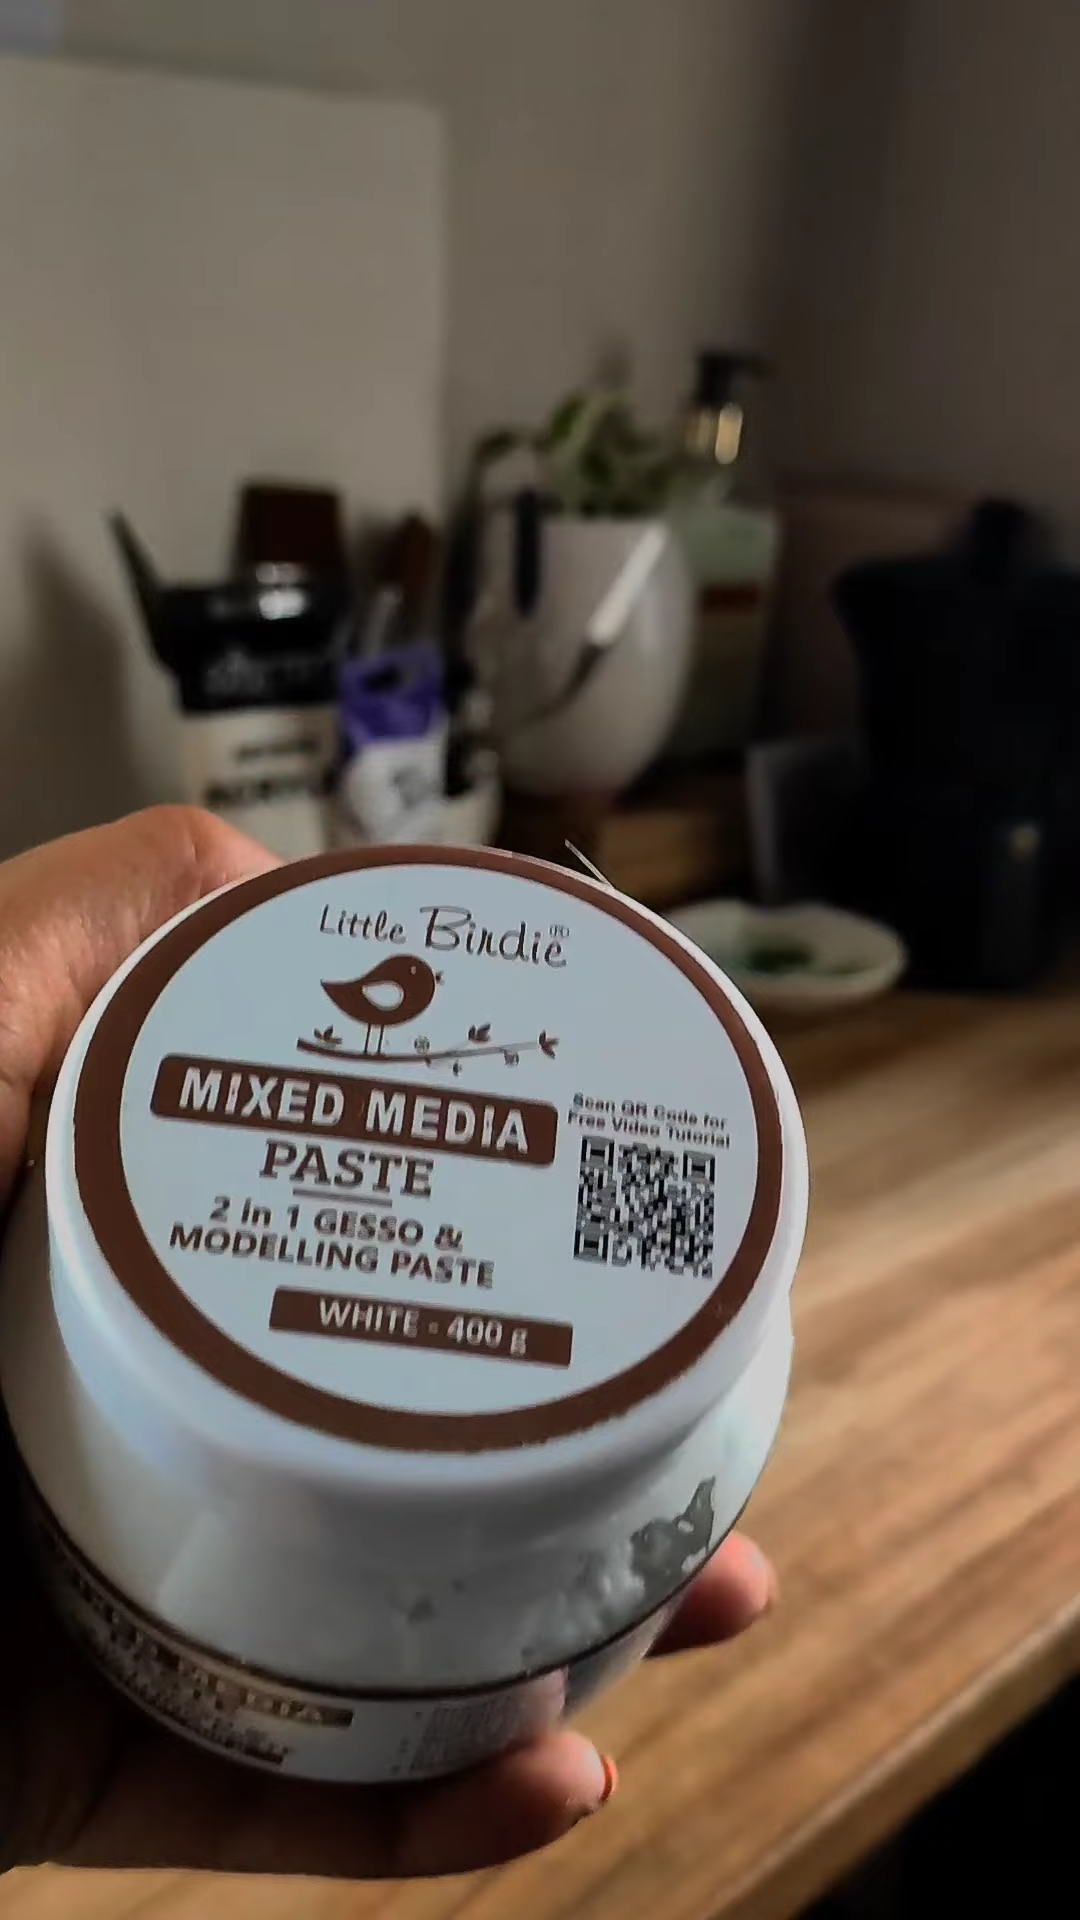 Little Birdie®
MIXED MEDIA
PASTE
2 in 1 GESSO &
MODELLING PASTE
WHITE - 400 g
Scan QR Code for
Free Video Tutorial